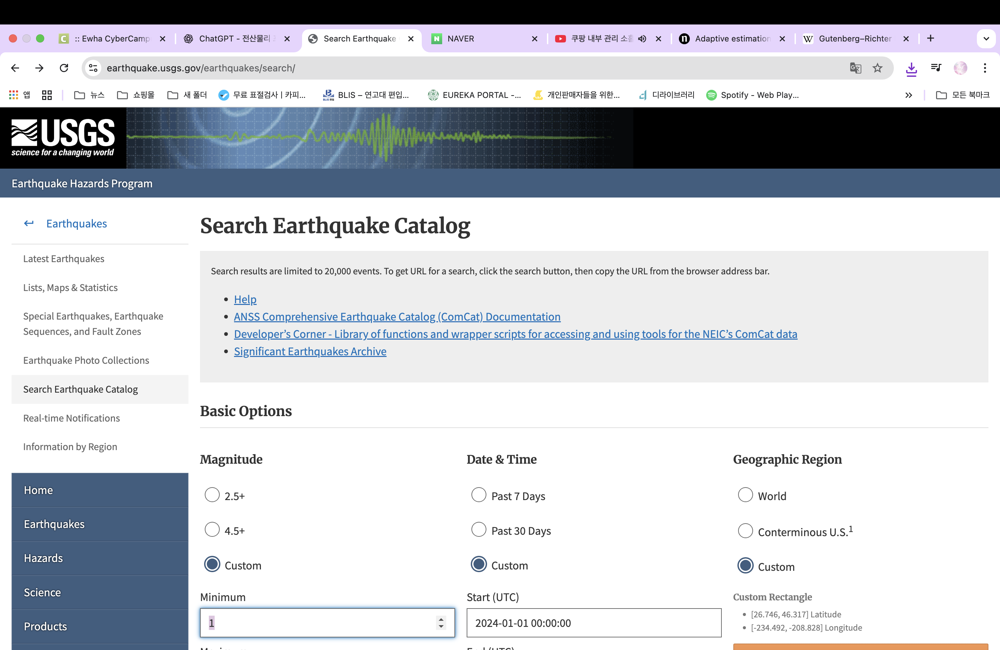 :: Ewha CyberCamp
ChatGPT - 전산물리
Search Earthquake
NAVER
쿠팡 내부 관리 소홀
Adaptive estimation
Gutenberg–Richter
earthquake.usgs.gov/earthquakes/search/
앱
뉴스
쇼핑몰
새 폴더
무료 표절검사 | 카피...
BLIS – 연고대 편입...
EUREKA PORTAL -...
개인판매자들을 위한...
디라이브러리
Spotify - Web Play...
모든 북마크
USGS
science for a changing world
Earthquake Hazards Program
Earthquakes
Latest Earthquakes
Lists, Maps & Statistics
Special Earthquakes, Earthquake
Sequences, and Fault Zones
Earthquake Photo Collections
Search Earthquake Catalog
Real-time Notifications
Information by Region
Home
Earthquakes
Hazards
Science
Products
Search Earthquake Catalog
Search results are limited to 20,000 events. To get URL for a search, click the search button, then copy the URL from the browser address bar.
Help
ANSS Comprehensive Earthquake Catalog (ComCat) Documentation
Developer’s Corner - Library of functions and wrapper scripts for accessing and using tools for the NEIC’s ComCat data
Significant Earthquakes Archive
Basic Options
Magnitude
2.5+
4.5+
Custom
Minimum
1
Date & Time
Past 7 Days
Past 30 Days
Custom
Start (UTC)
2024-01-01 00:00:00
Geographic Region
World
Conterminous U.S.1
Custom
Custom Rectangle
[26.746, 46.317] Latitude
[-234.492, -208.828] Longitude